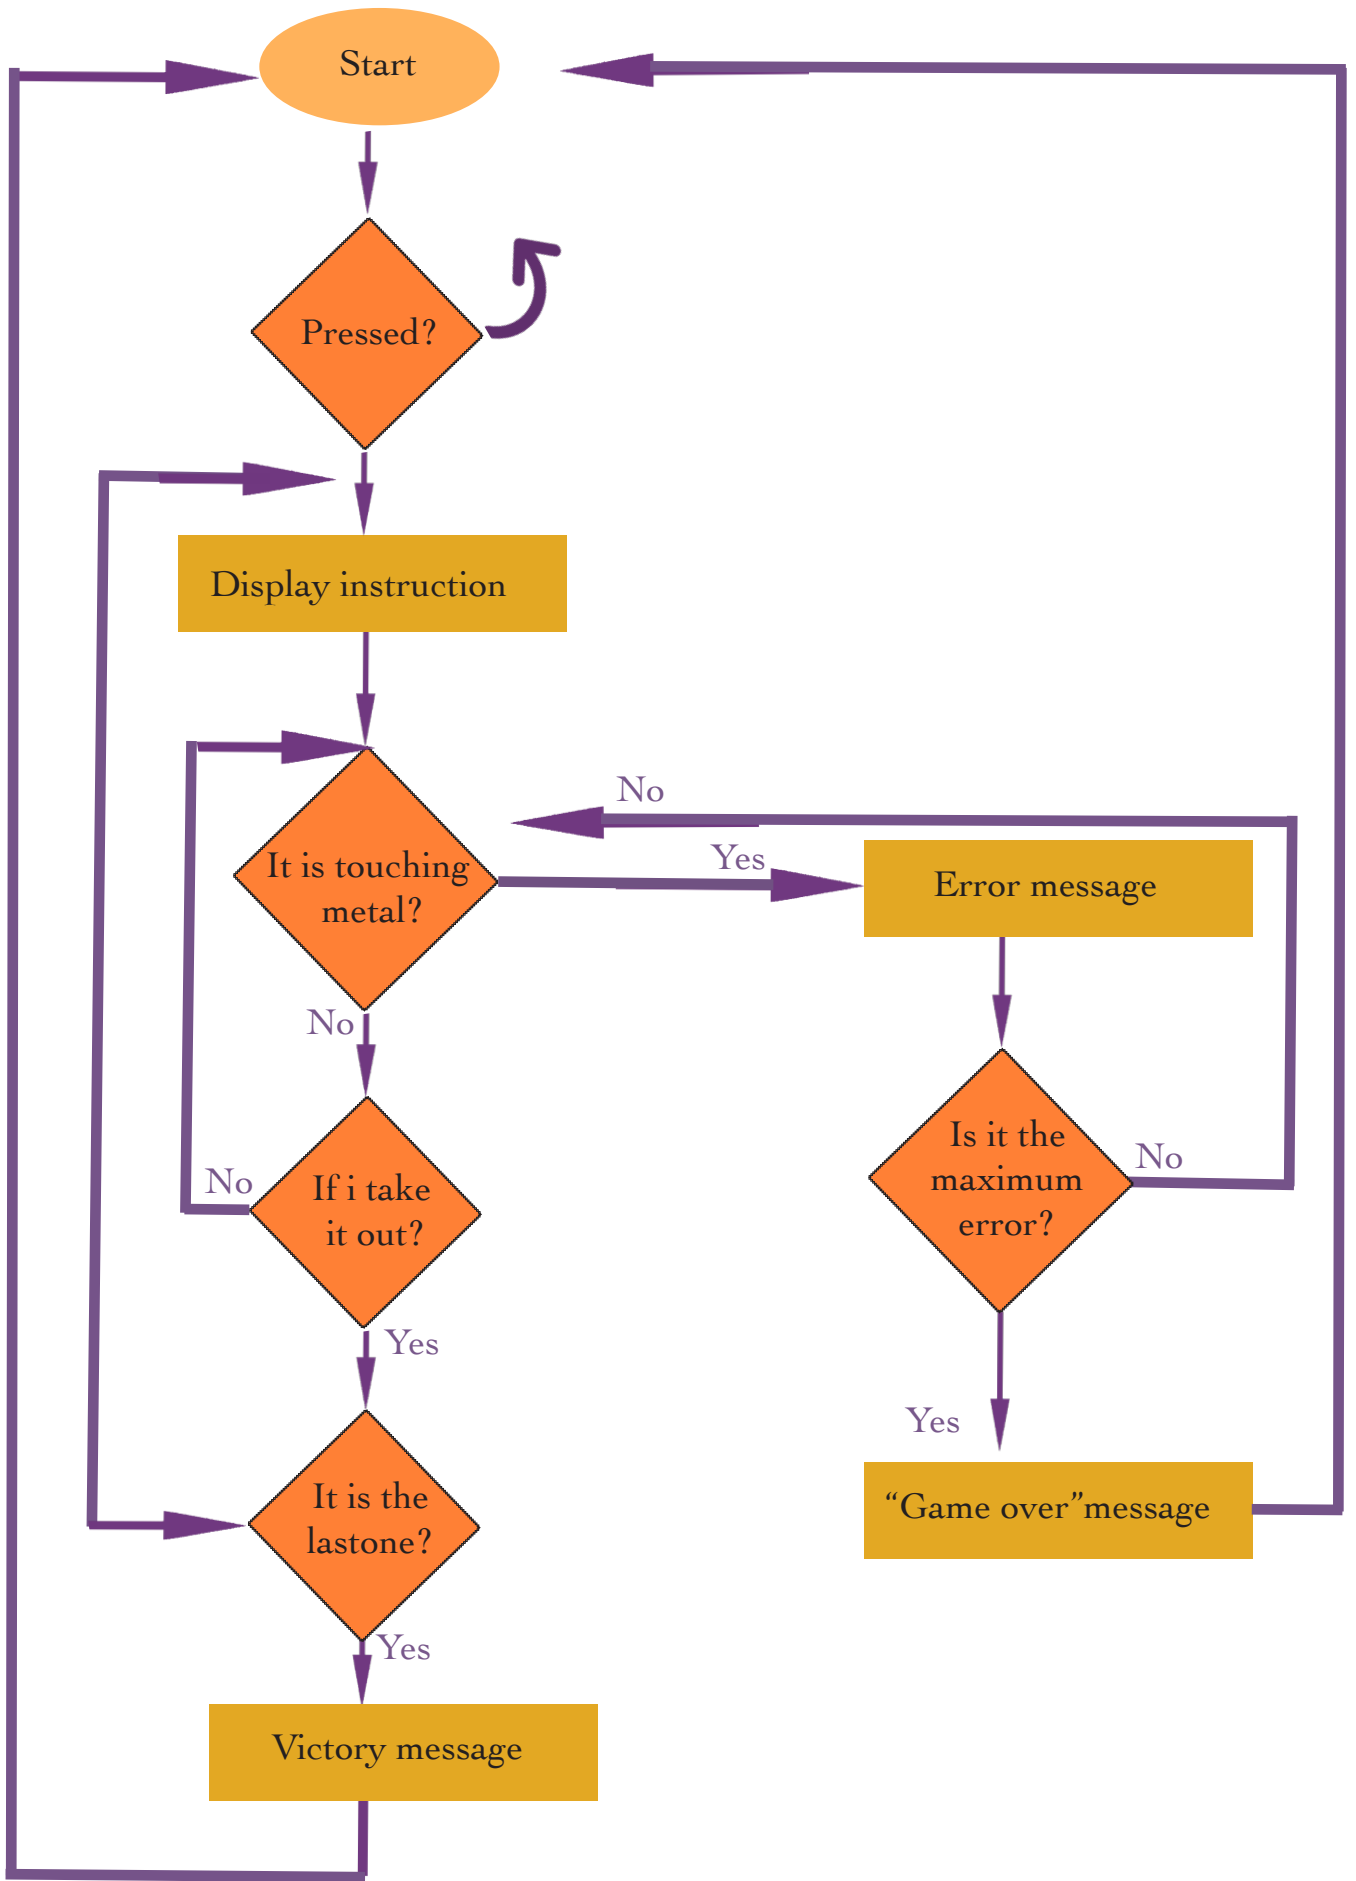 Start
Pressed?
Display instruction
No
Yes
It is touching
metal?
Error message
No
Is it the
maximum
error?
No
No
If i take
it out?
Yes
Yes
It is the
lastone?
“Game over”message
Yes
Victory message